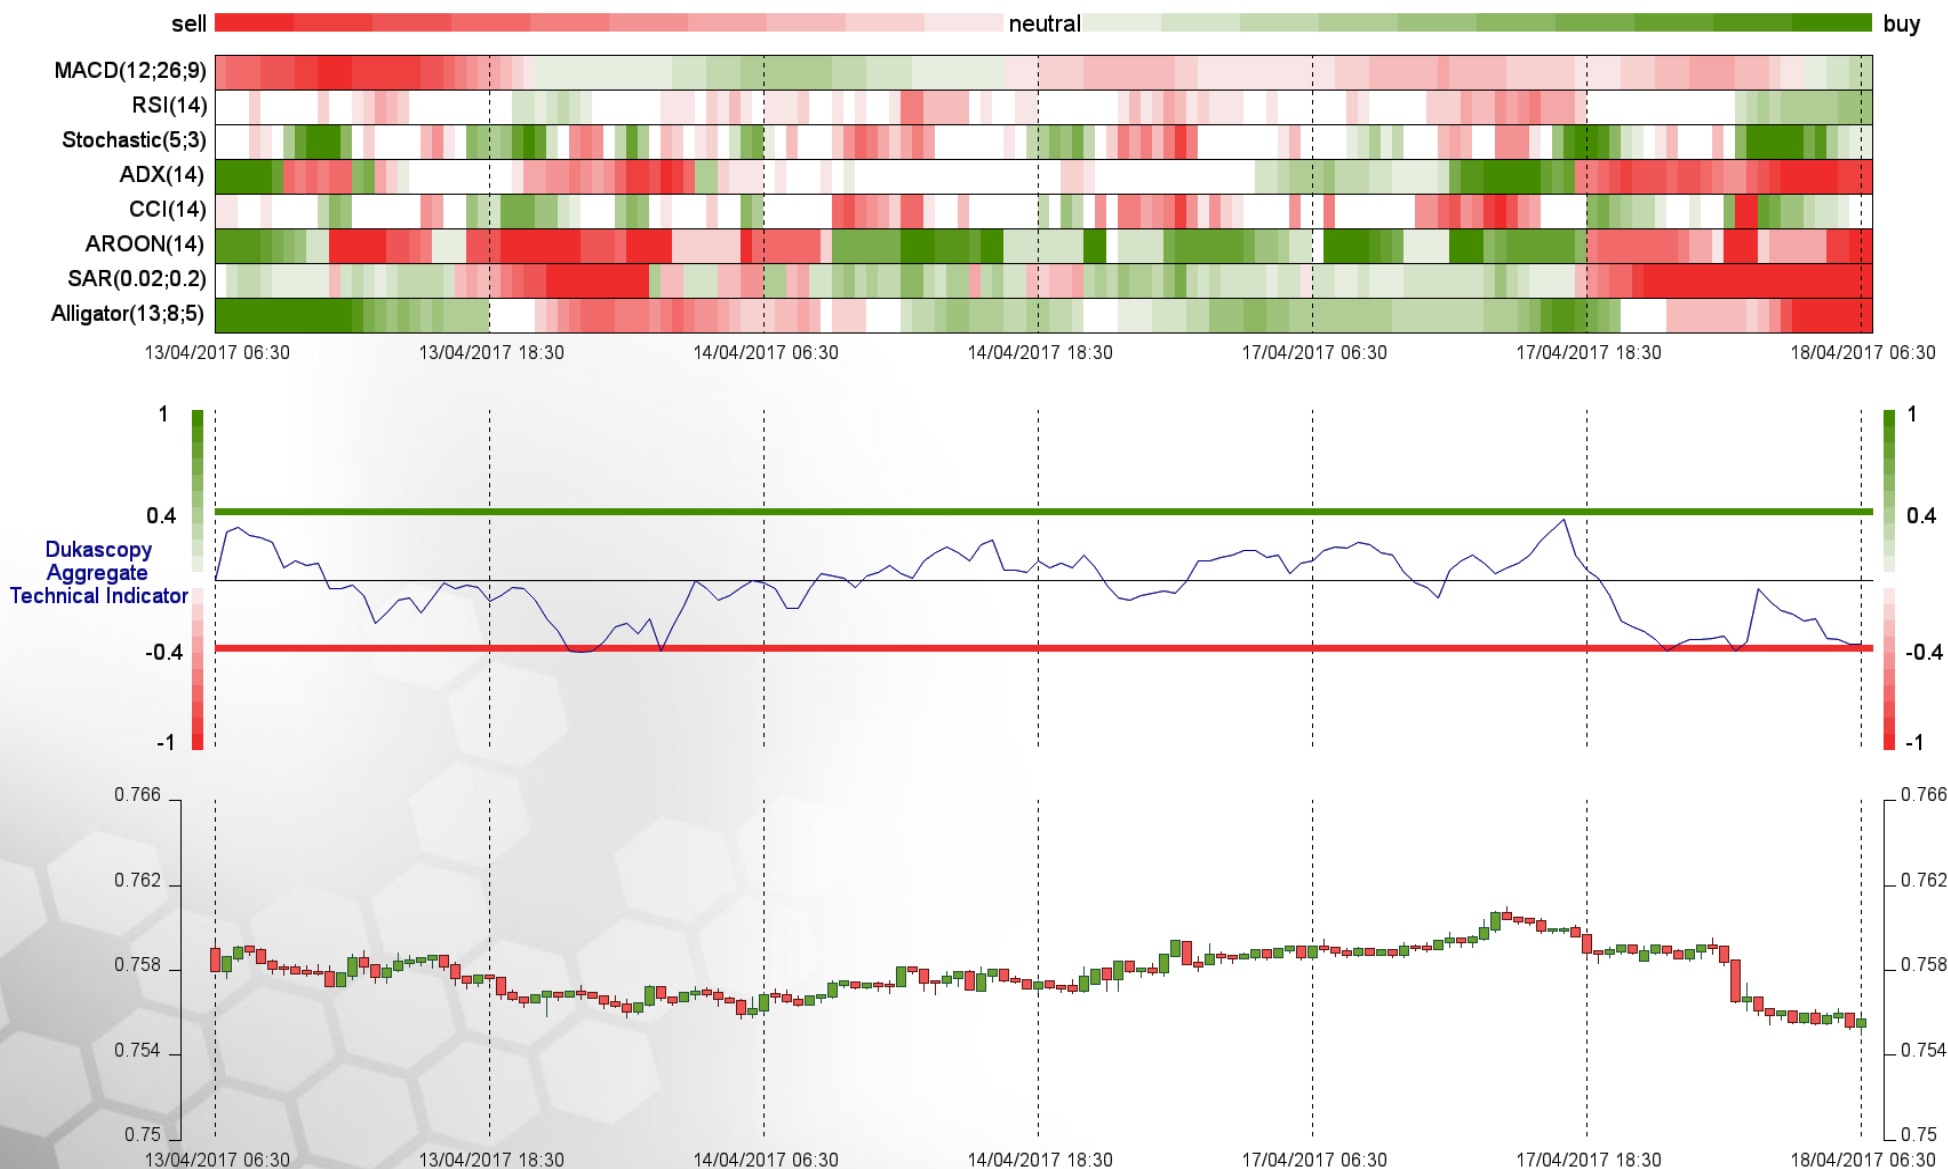 sell neutral buy
MACD(12;26;9)
RSI(14)
Stochastic(5;3)
ADX(14)
CCI(14)
AROON(14)
SAR(0.02;0.2)
Alligator(13;8;5)
13/04/2017 06:30 13/04/2017 18:30 14/04/2017 06:30 14/04/2017 18:30 17/04/2017 06:30 17/04/2017 18:30 18/04/2017 06:30
1 1
0.4 0.4
Dukascopy
Aggregate
Technical Indicator
-0.4 -0.4
-1 -1
0.766 0.766
0.762 0.762
0.758 0.758
0.754 0.754
0.75 0.75
13/04/2017 06:30 13/04/2017 18:30 14/04/2017 06:30 14/04/2017 18:30 17/04/2017 06:30 17/04/2017 18:30 18/04/2017 06:30